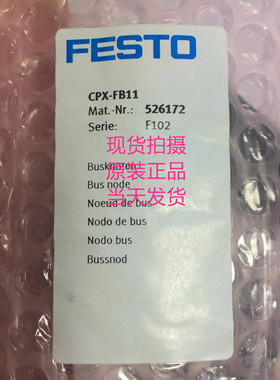 FESTO
CPX-FB11
Mat.-Nr.: 526172
Serie: F102
现货拍摄
Busknoten
原装正品
Bus node
Noeud de bus
当天发货
Nodo de bus
Nodo bus
Bussnod